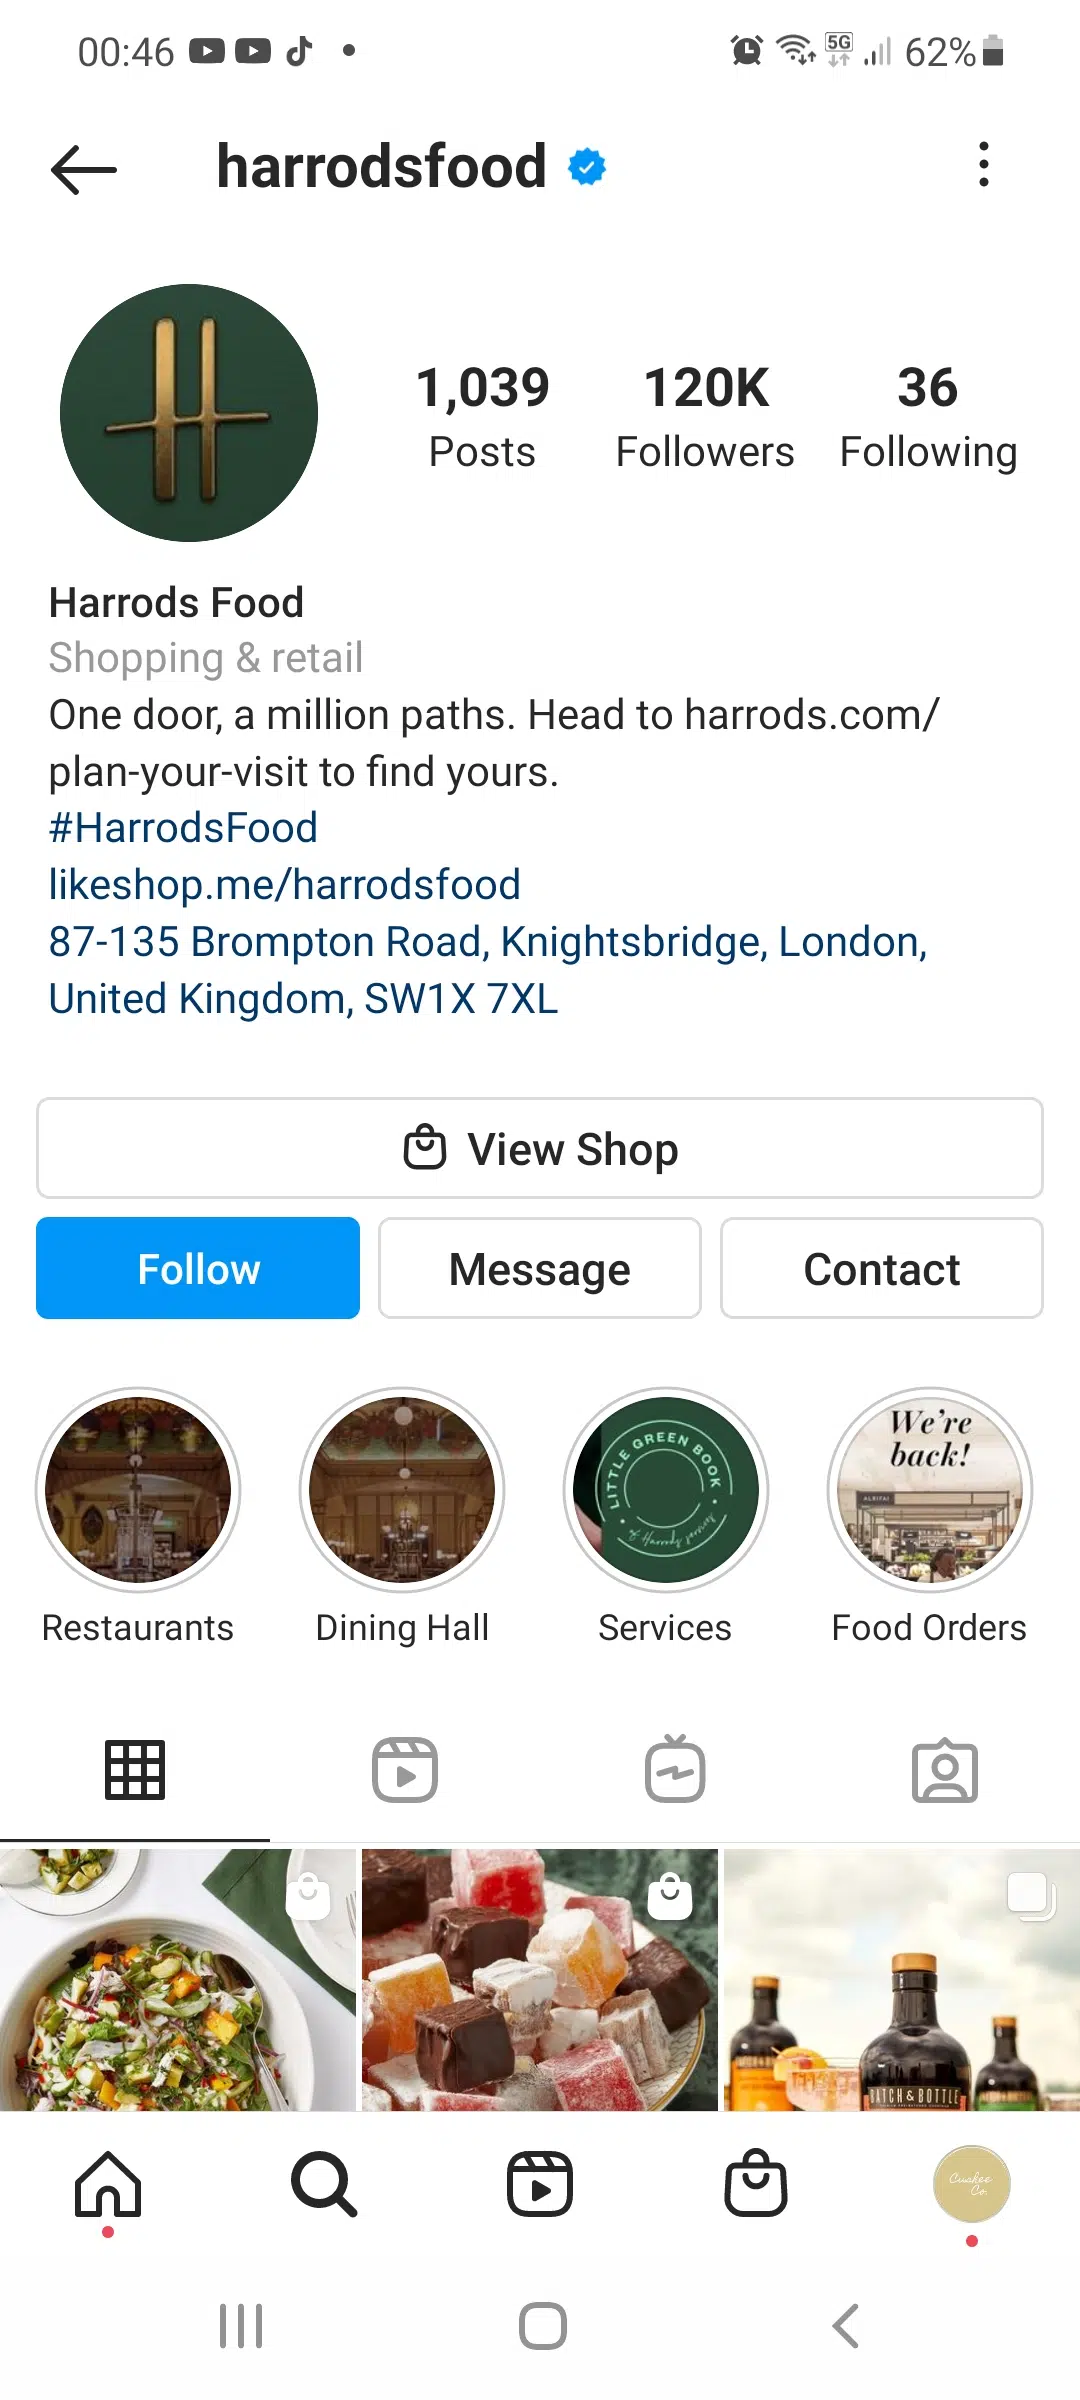 00:46
5G
62%
harrodsfood
1,039
120K
36
Posts
Followers
Following
Harrods Food
Shopping & retail
One door, a million paths. Head to harrods.com/
plan-your-visit to find yours.
#HarrodsFood
likeshop.me/harrodsfood
87-135 Brompton Road, Knightsbridge, London,
United Kingdom, SW1X 7XL
View Shop
Follow
Message
Contact
LITTLE GREEN BOOK
of Harrods services
We're
back!
Restaurants
Dining Hall
Services
Food Orders
BATCH & BOTTLE
Co.